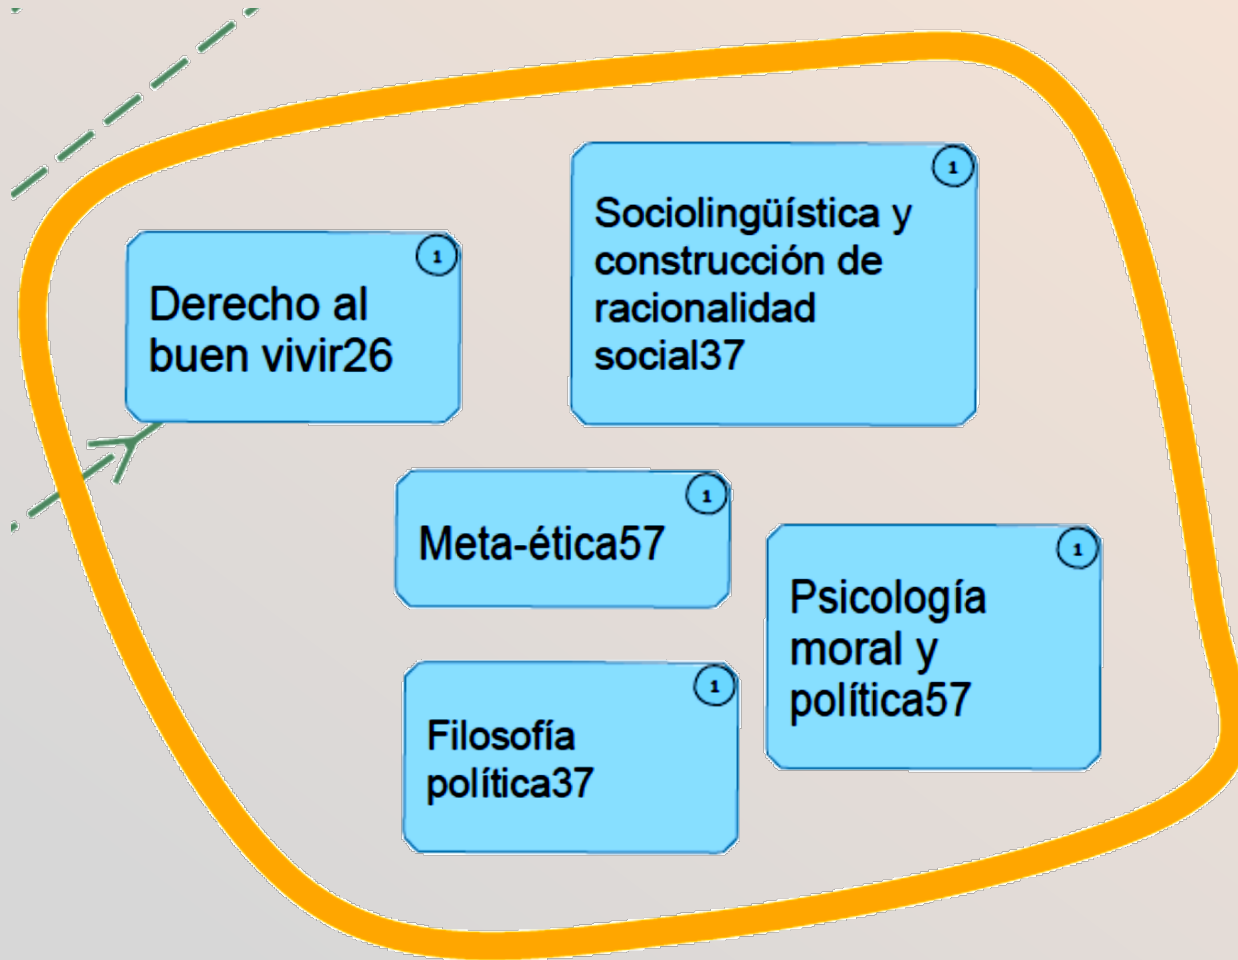 1
Derecho al
buen vivir26
1
Sociolingüística y
construcción de
racionalidad
social37
1
Meta-ética57
1
Psicología
moral y
política57
1
Filosofía
política37